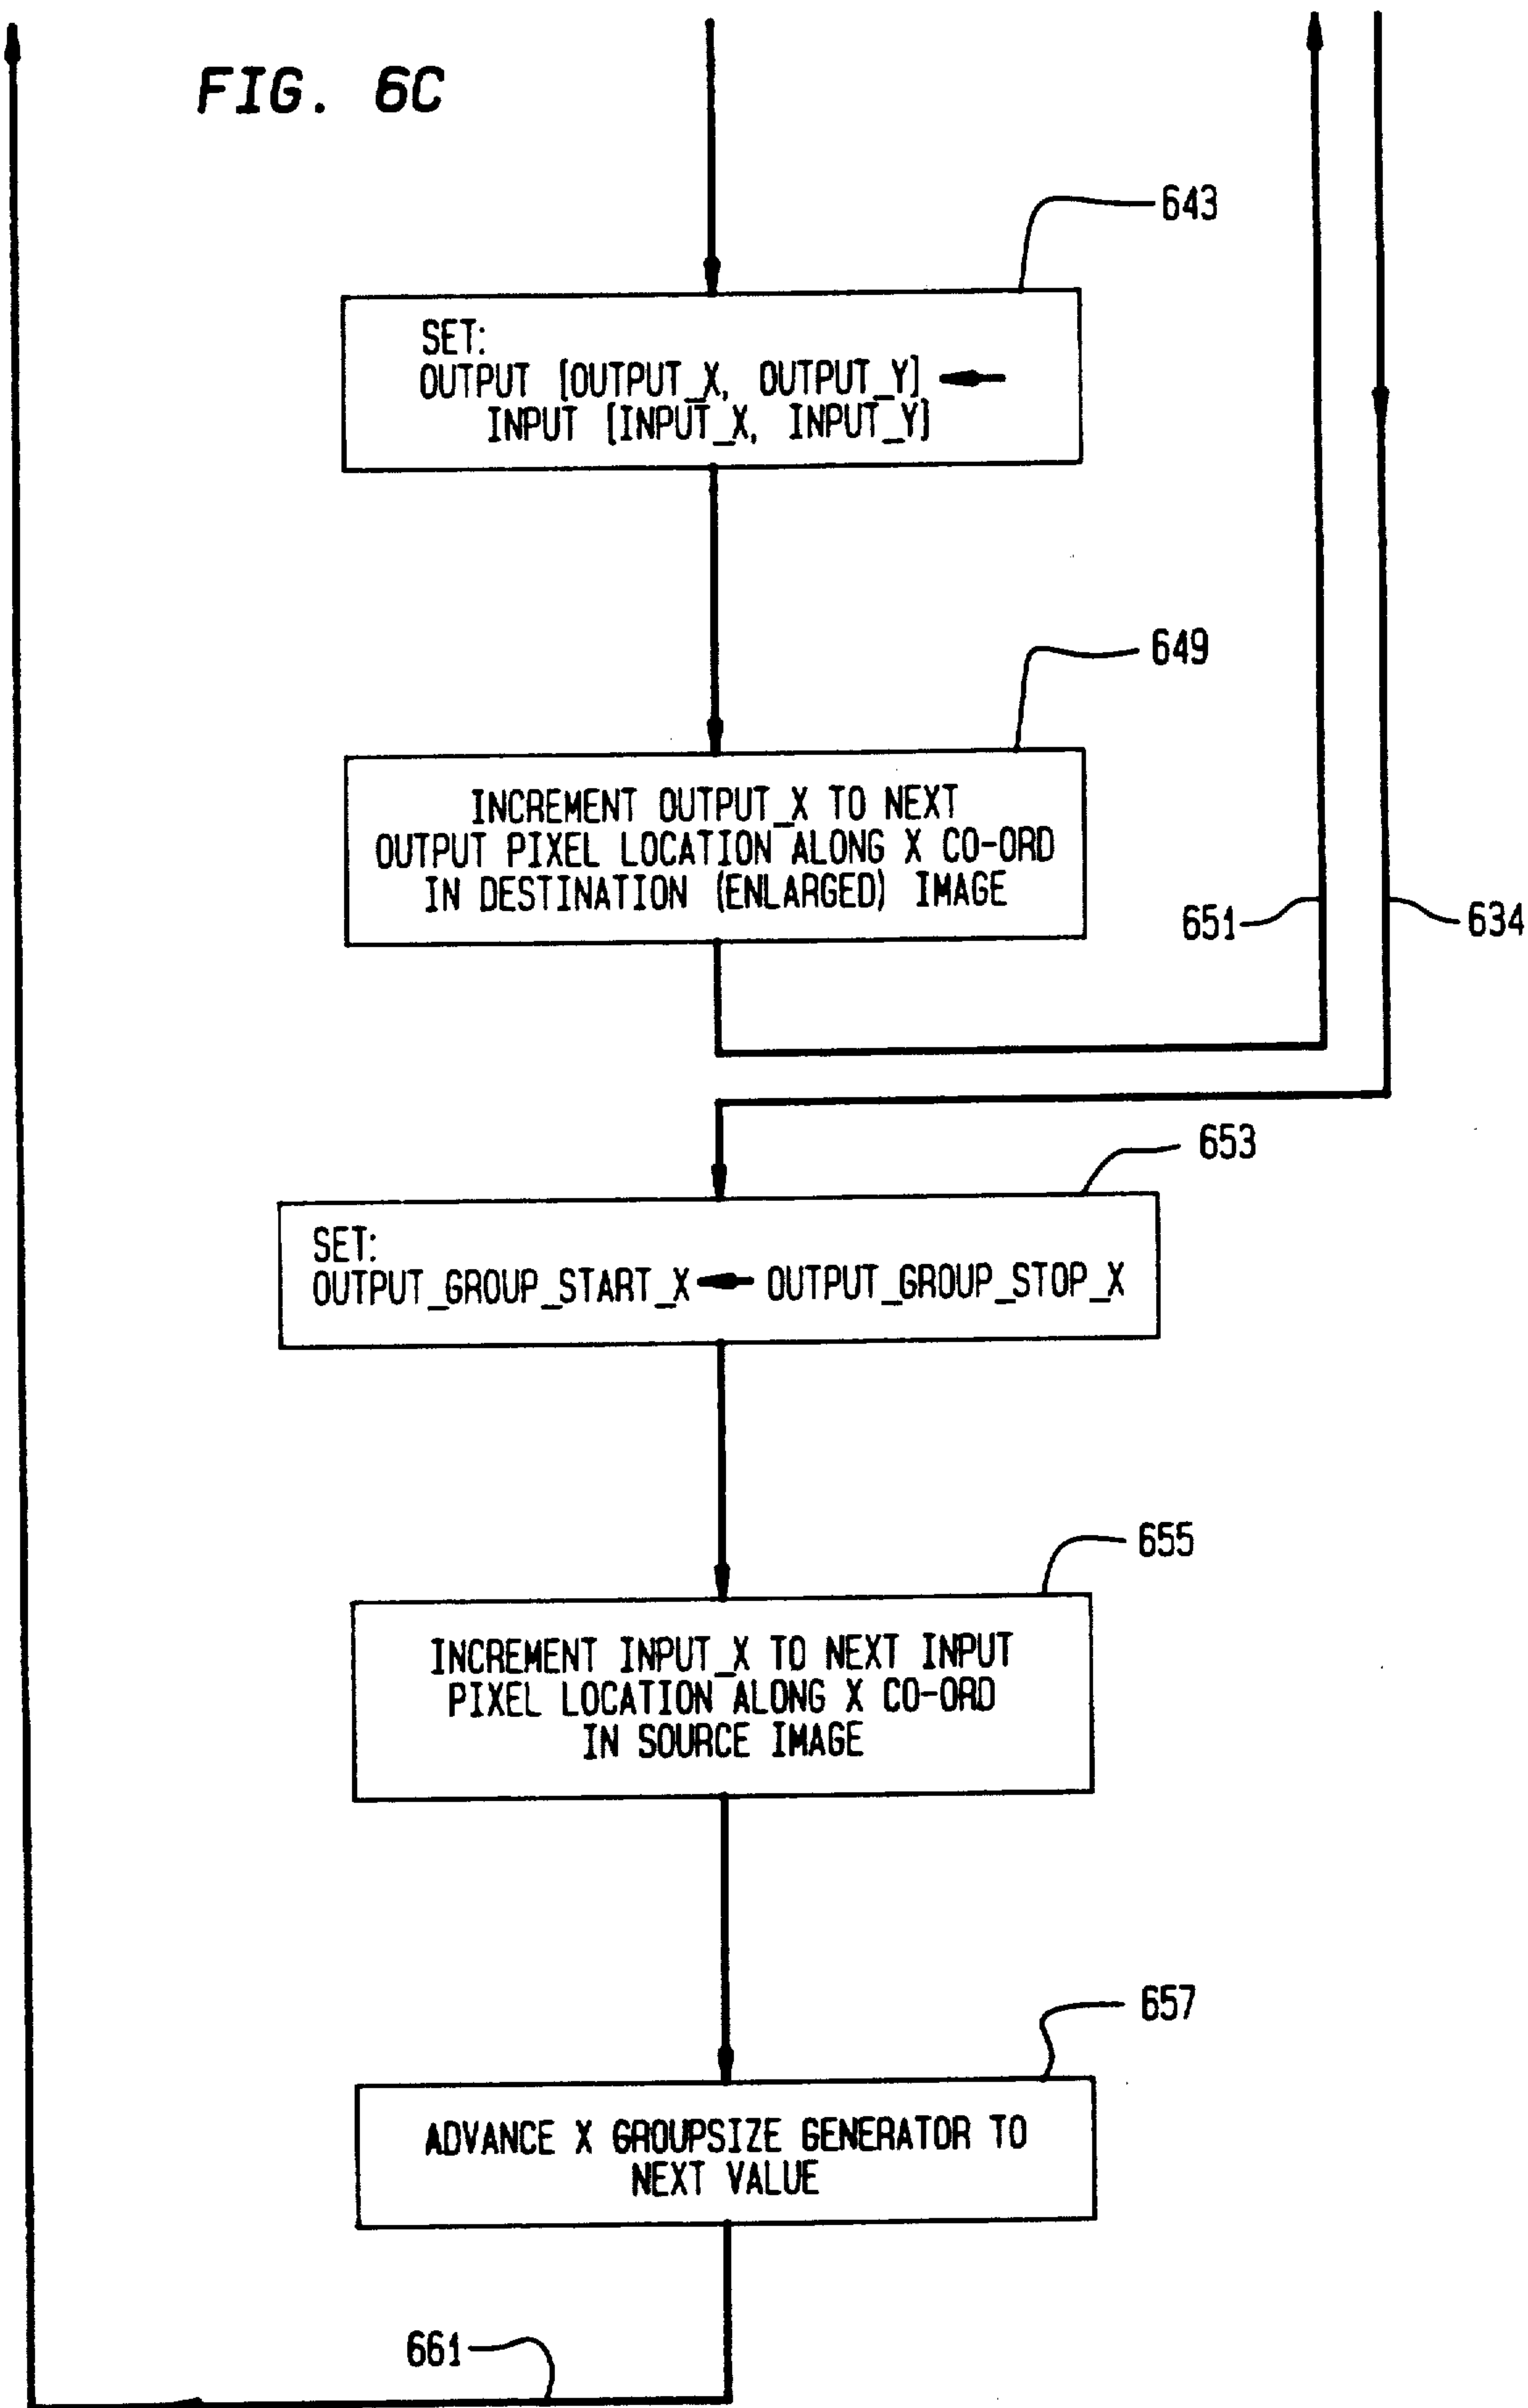 FIG. 6C
643
SET:
OUTPUT [OUTPUT_X, OUTPUT_Y] ←
INPUT [INPUT_X, INPUT_Y]
649
INCREMENT OUTPUT_X TO NEXT
OUTPUT PIXEL LOCATION ALONG X CO-ORD
IN DESTINATION (ENLARGED) IMAGE
651
634
653
SET:
OUTPUT_GROUP_START_X ← OUTPUT_GROUP_STOP_X
655
INCREMENT INPUT_X TO NEXT INPUT
PIXEL LOCATION ALONG X CO-ORD
IN SOURCE IMAGE
657
ADVANCE X GROUPSIZE GENERATOR TO
NEXT VALUE
661